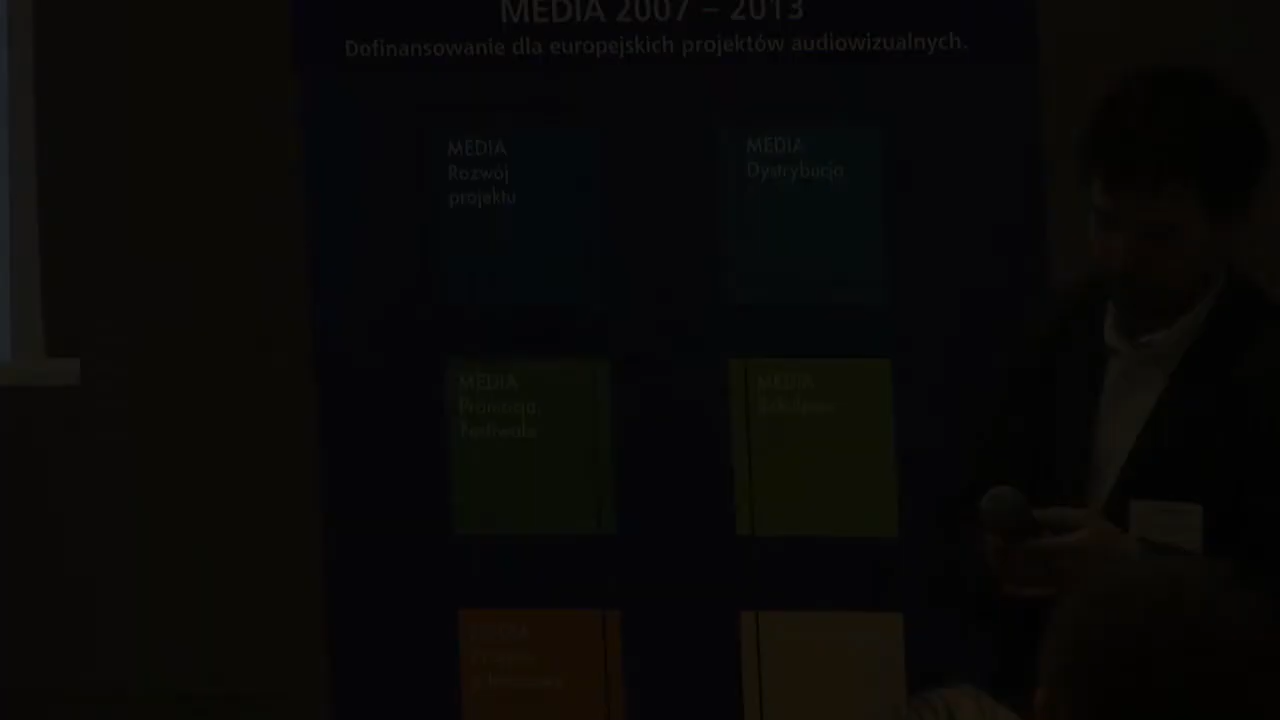 MEDIA 2007 – 2013
Dofinansowanie dla europejskich projektów audiowizualnych.
MEDIA
Rozwój
projektu
MEDIA
Dystrybucja
MEDIA
Promocja,
Festiwale
MEDIA
Szkolenia